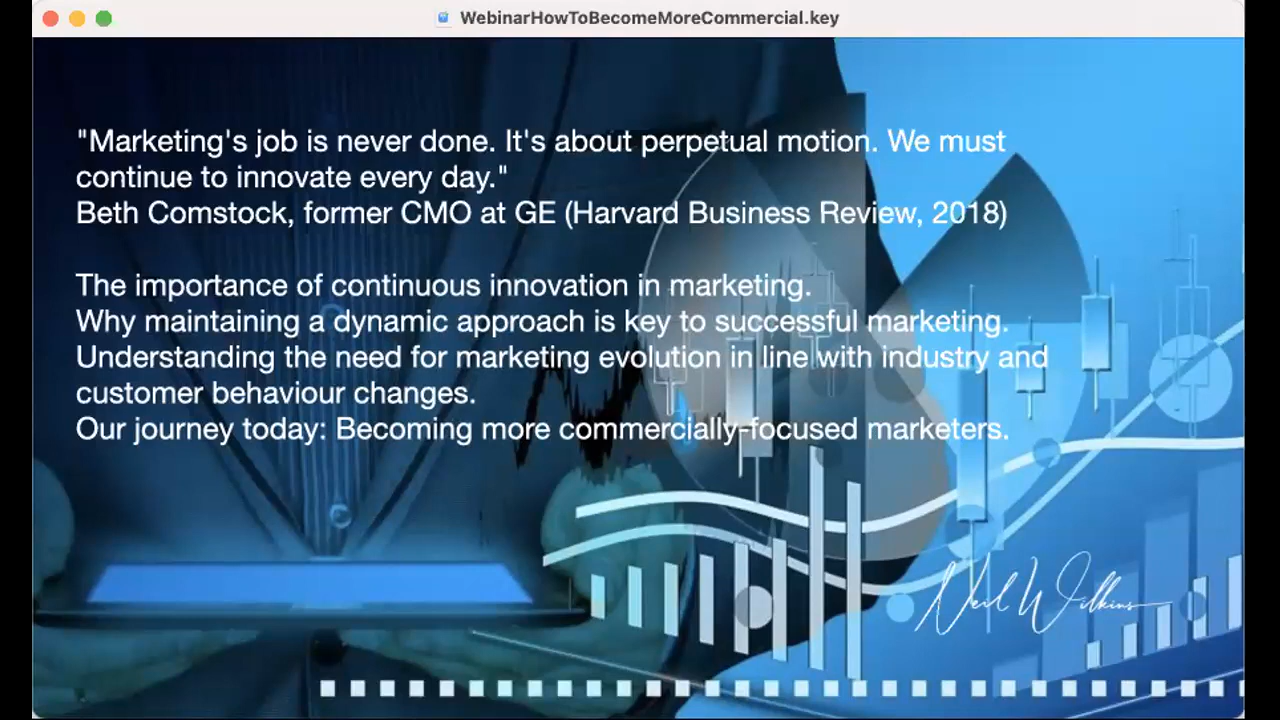 WebinarHowToBecomeMoreCommercial.key
"Marketing's job is never done. It's about perpetual motion. We must
continue to innovate every day."
Beth Comstock, former CMO at GE (Harvard Business Review, 2018)
The importance of continuous innovation in marketing.
Why maintaining a dynamic approach is key to successful marketing.
Understanding the need for marketing evolution in line with industry and
customer behaviour changes.
Our journey today: Becoming more commercially-focused marketers.
Neil Wilkins